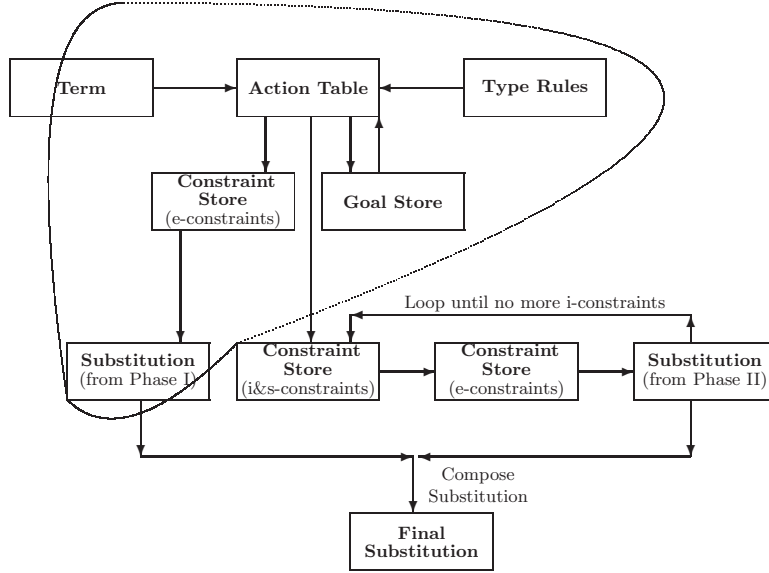 Term
Action Table
Type Rules
Constraint
Store
(e-constraints)
Goal Store
Loop until no more i-constraints
Substitution
(from Phase I)
Constraint
Store
(i&s-constraints)
Constraint
Store
(e-constraints)
Substitution
(from Phase II)
Compose
Substitution
Final
Substitution